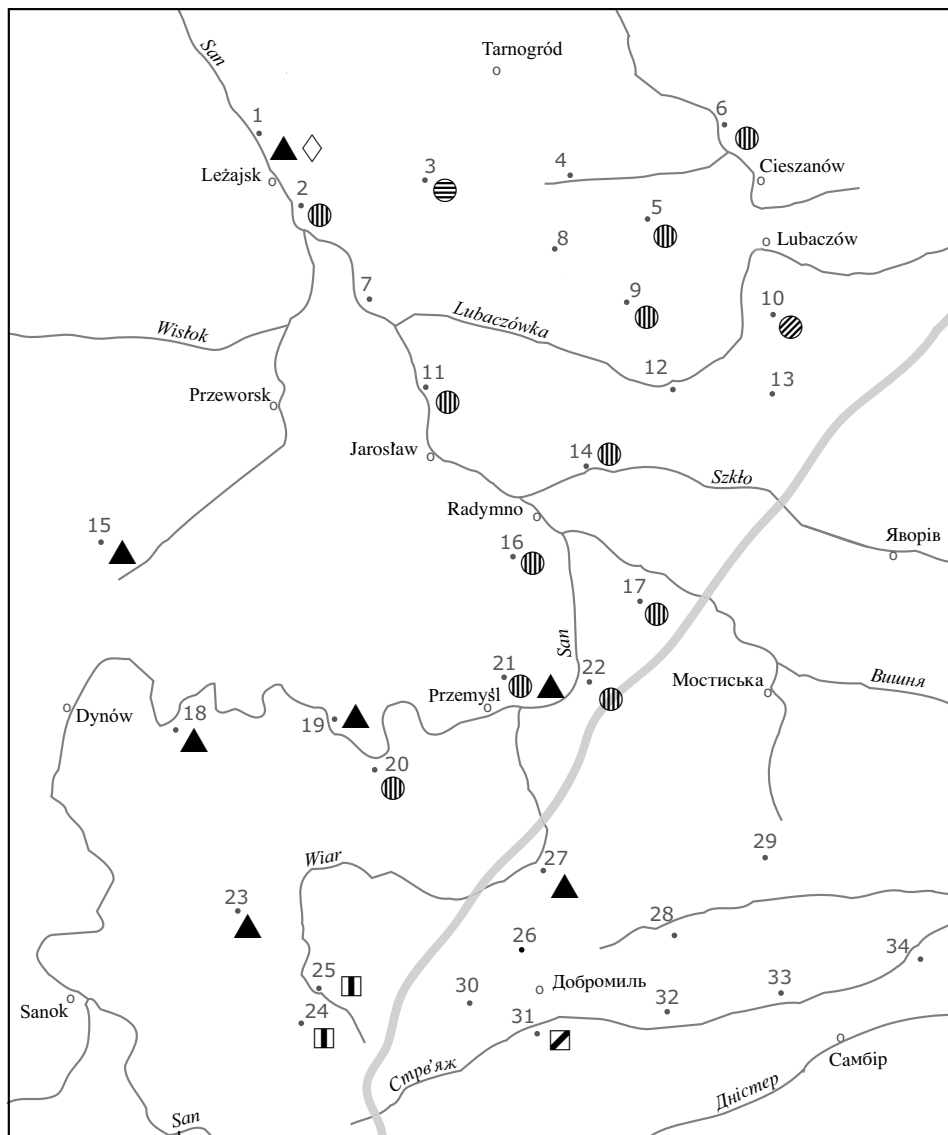 San
Tarnogród
1
6
Leżajsk
3
4
Cieszanów
2
5
8
Lubaczów
7
9
10
Wisłok
Lubaczówka
11
12
13
Przeworsk
Jarosław
14
Szkło
Radymno
15
16
Яворів
17
San
21
22
Мостиська
Вишня
Przemyśl
Dynów
18
19
20
Wiar
27
29
23
28
26
34
25
30
Добромиль
33
Sanok
24
31
32
Стрв'яж
Самбір
Дністер
San